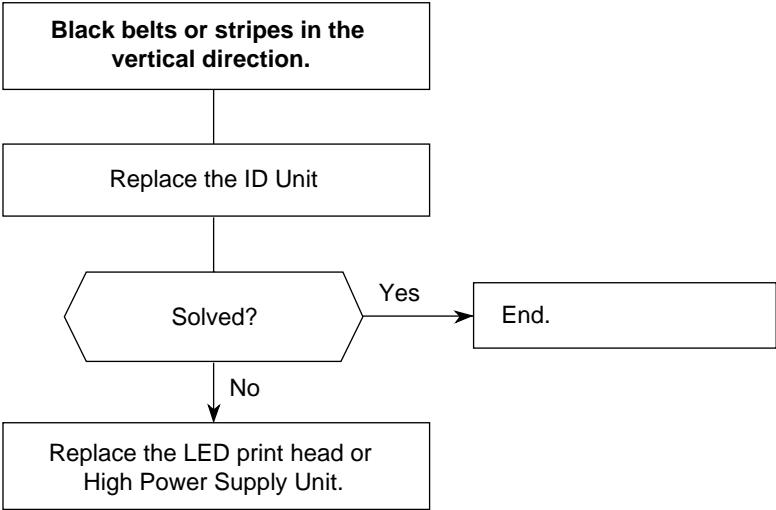 Black belts or stripes in the
vertical direction.
Replace the ID Unit
Solved?
Yes
End.
No
Replace the LED print head or
High Power Supply Unit.